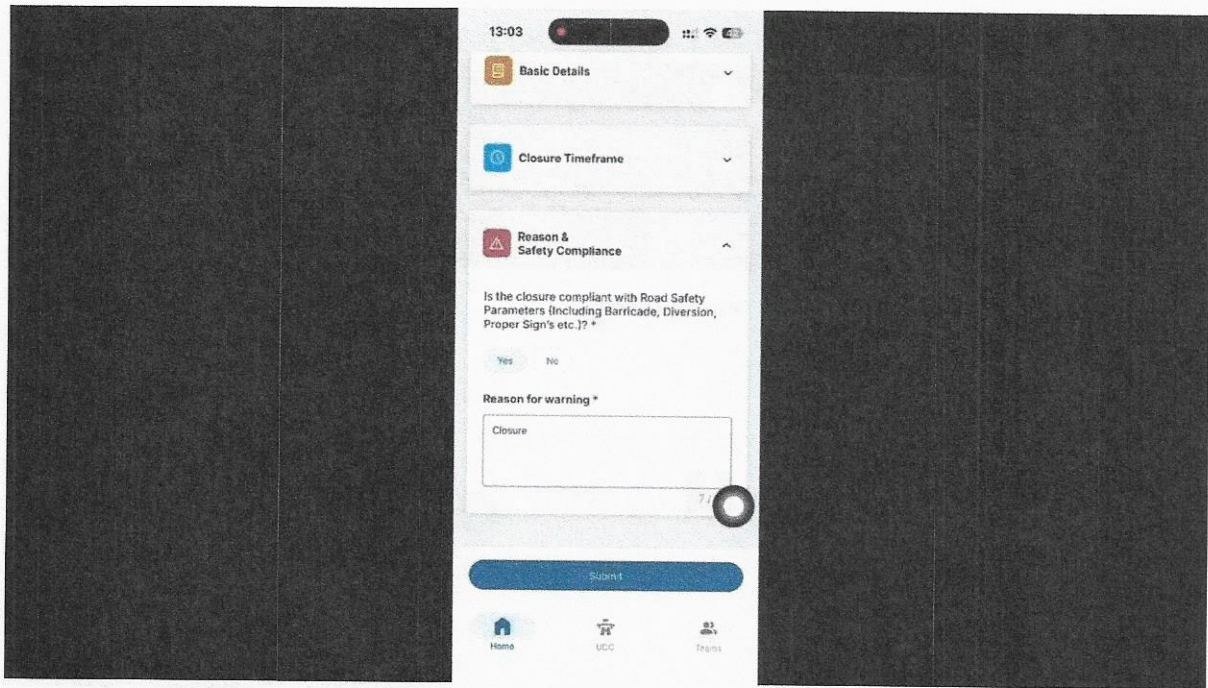 13:03
Basic Details
Closure Timeframe
Reason &
Safety Compliance
Is the closure compliant with Road Safety
Parameters (Including Barricade, Diversion,
Proper Sign's etc.)? *
Yes No
Reason for warning *
Closure
7 /
Submit
Home UCC Teams